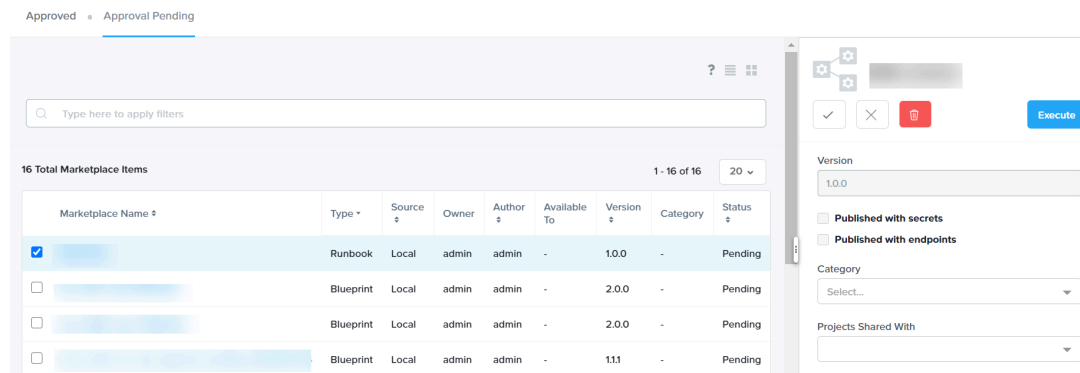 Approved Approval Pending
?
Type here to apply filters
Execute
16 Total Marketplace Items 1 - 16 of 16 20
Version
1.0.0
Marketplace Name Type Source Owner Author Available To Version Category Status
Published with secrets
Published with endpoints
Runbook Local admin admin - 1.0.0 - Pending
Category
Select...
Blueprint Local admin admin - 2.0.0 - Pending
Blueprint Local admin admin - 2.0.0 - Pending
Projects Shared With
Blueprint Local admin admin - 1.1.1 - Pending